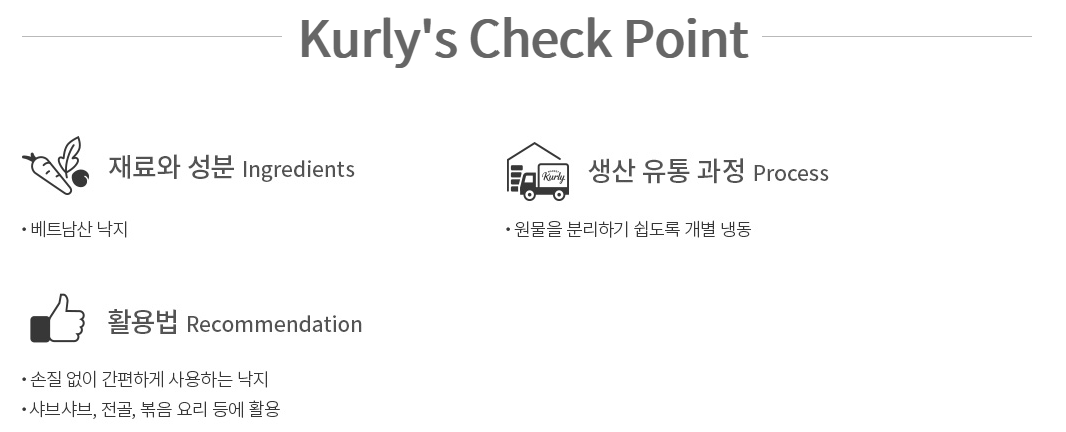 Kurly's Check Point
재료와 성분 Ingredients
• 베트남산 낙지
Kurly
생산 유통 과정 Process
• 원물을 분리하기 쉽도록 개별 냉동
활용법 Recommendation
• 손질 없이 간편하게 사용하는 낙지
• 샤브샤브, 전골, 볶음 요리 등에 활용